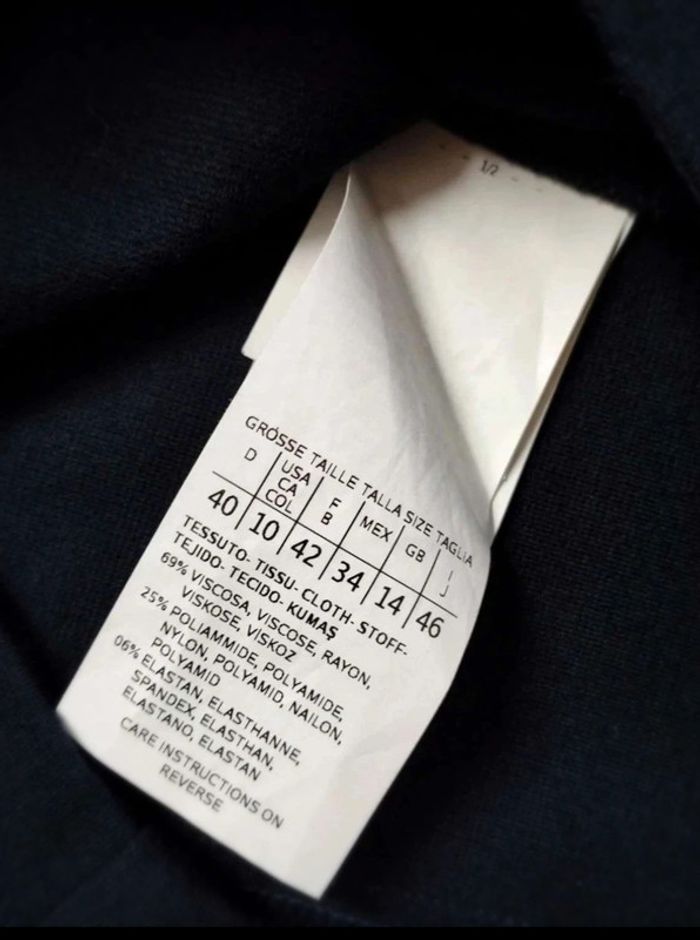 1/2
GRÖSSE TAILLE TALLA SIZE TAGLIA
D USA CA COL F B MEX GB I J
40 10 42 34 14 46
TESSUTO- TISSU- CLOTH- STOFF-
TEJIDO- TECIDO- KUMAŞ
69% VISCOSA, VISCOSE, RAYON,
VISKOSE, VISKOZ
25% POLIAMMIDE, POLYAMIDE,
NYLON, POLYAMID, NAILON,
POLYAMID
06% ELASTAN, ELASTHANNE,
SPANDEX, ELASTHAN,
ELASTANO, ELASTAN
CARE INSTRUCTIONS ON
REVERSE